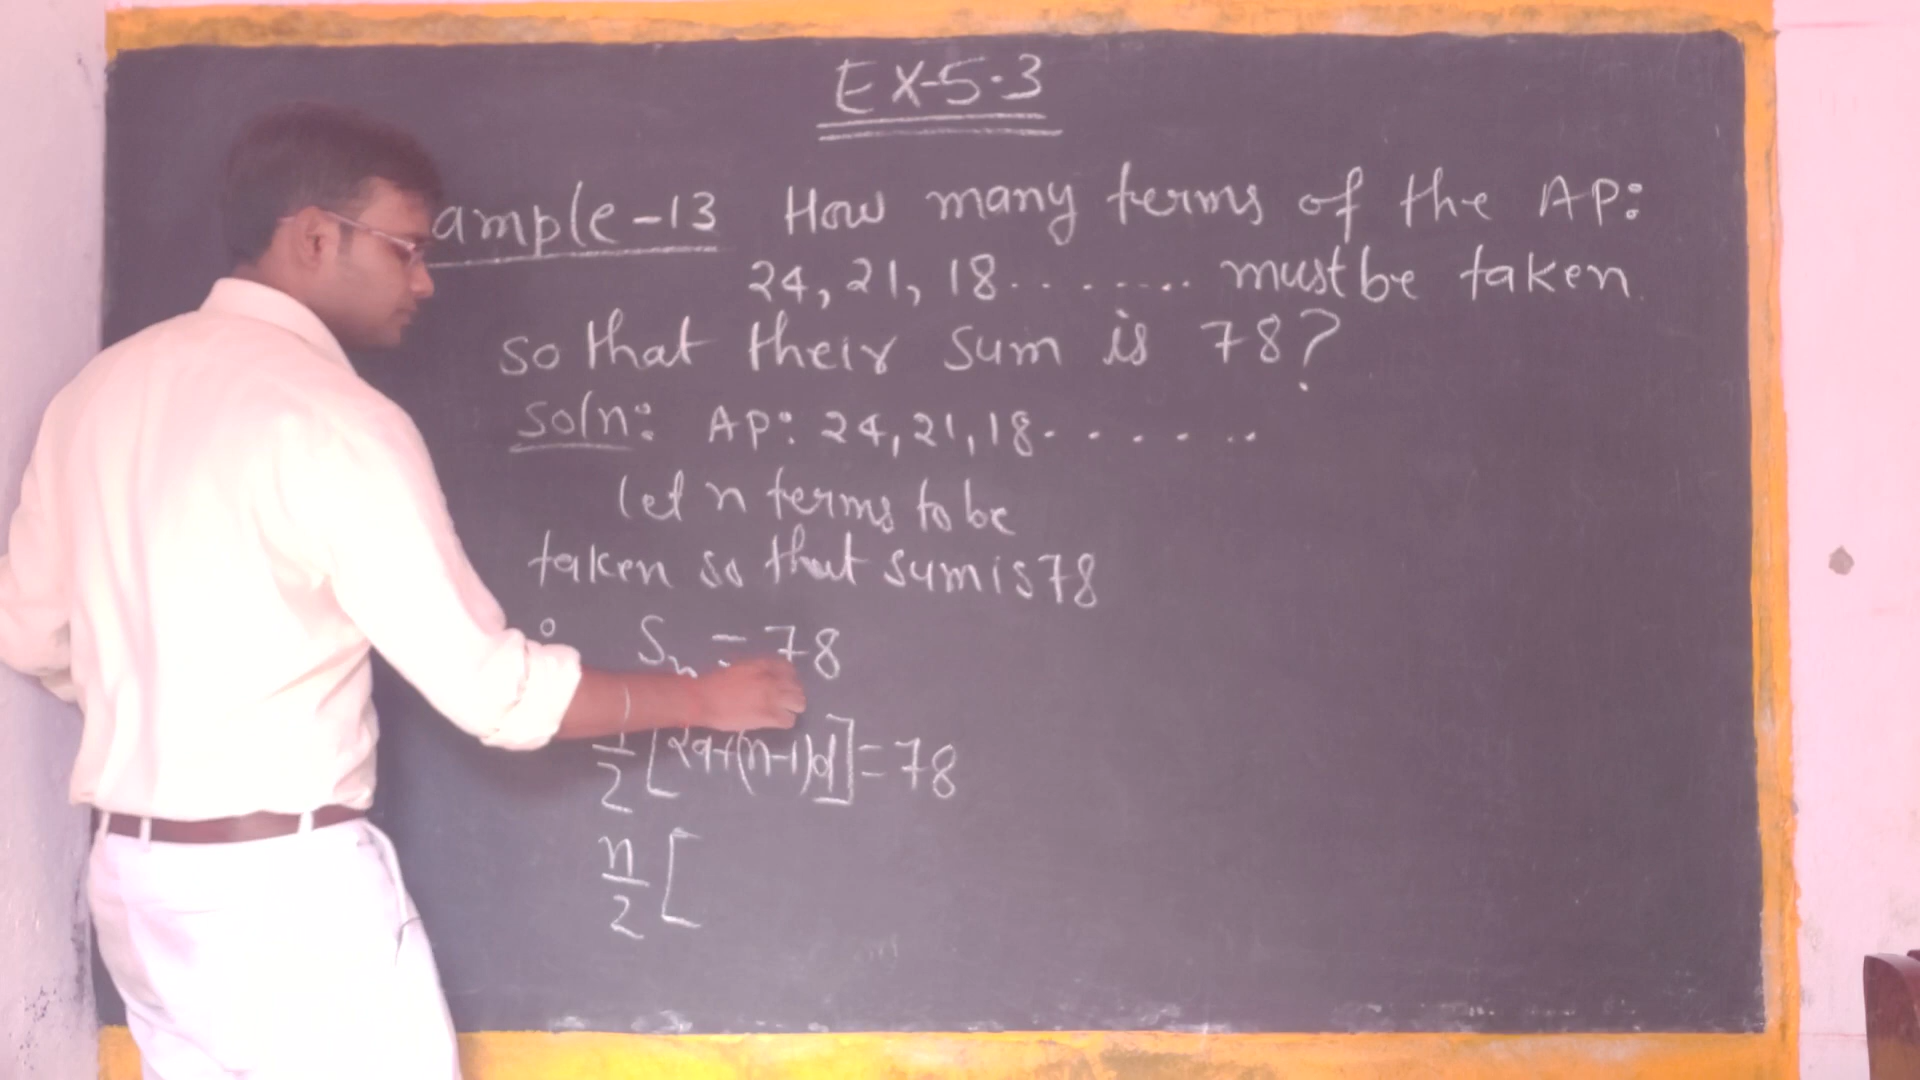 EX-5.3
ample-13 How many terms of the AP:
24, 21, 18........ must be taken
so that their sum is 78?
soln: AP: 24, 21, 18.......
let n terms to be
taken so that sum is 78
Sn = 78
2 [2a+(n-1)d] = 78
n/2 [